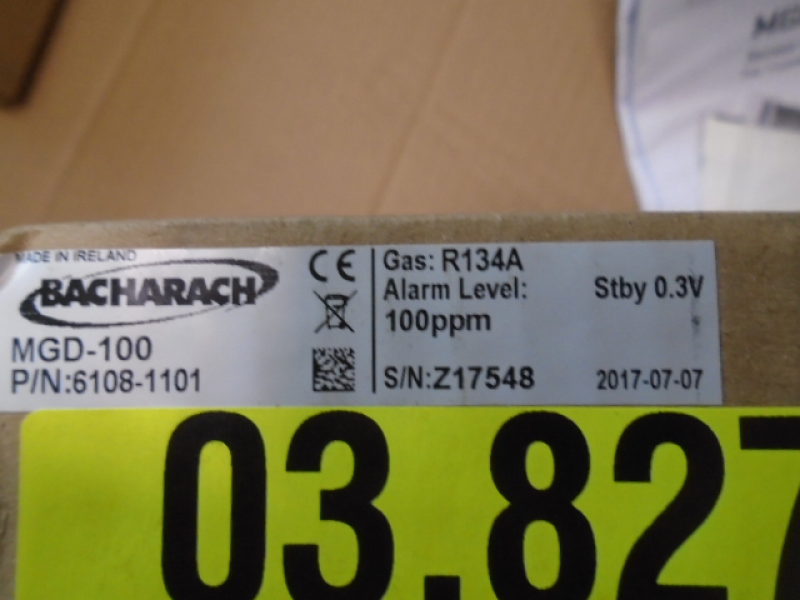 MADE IN IRELAND
BACHARACH
MGD-100
P/N:6108-1101
CE
Gas: R134A
Alarm Level:
Stby 0.3V
100ppm
S/N:Z17548
2017-07-07
03.827